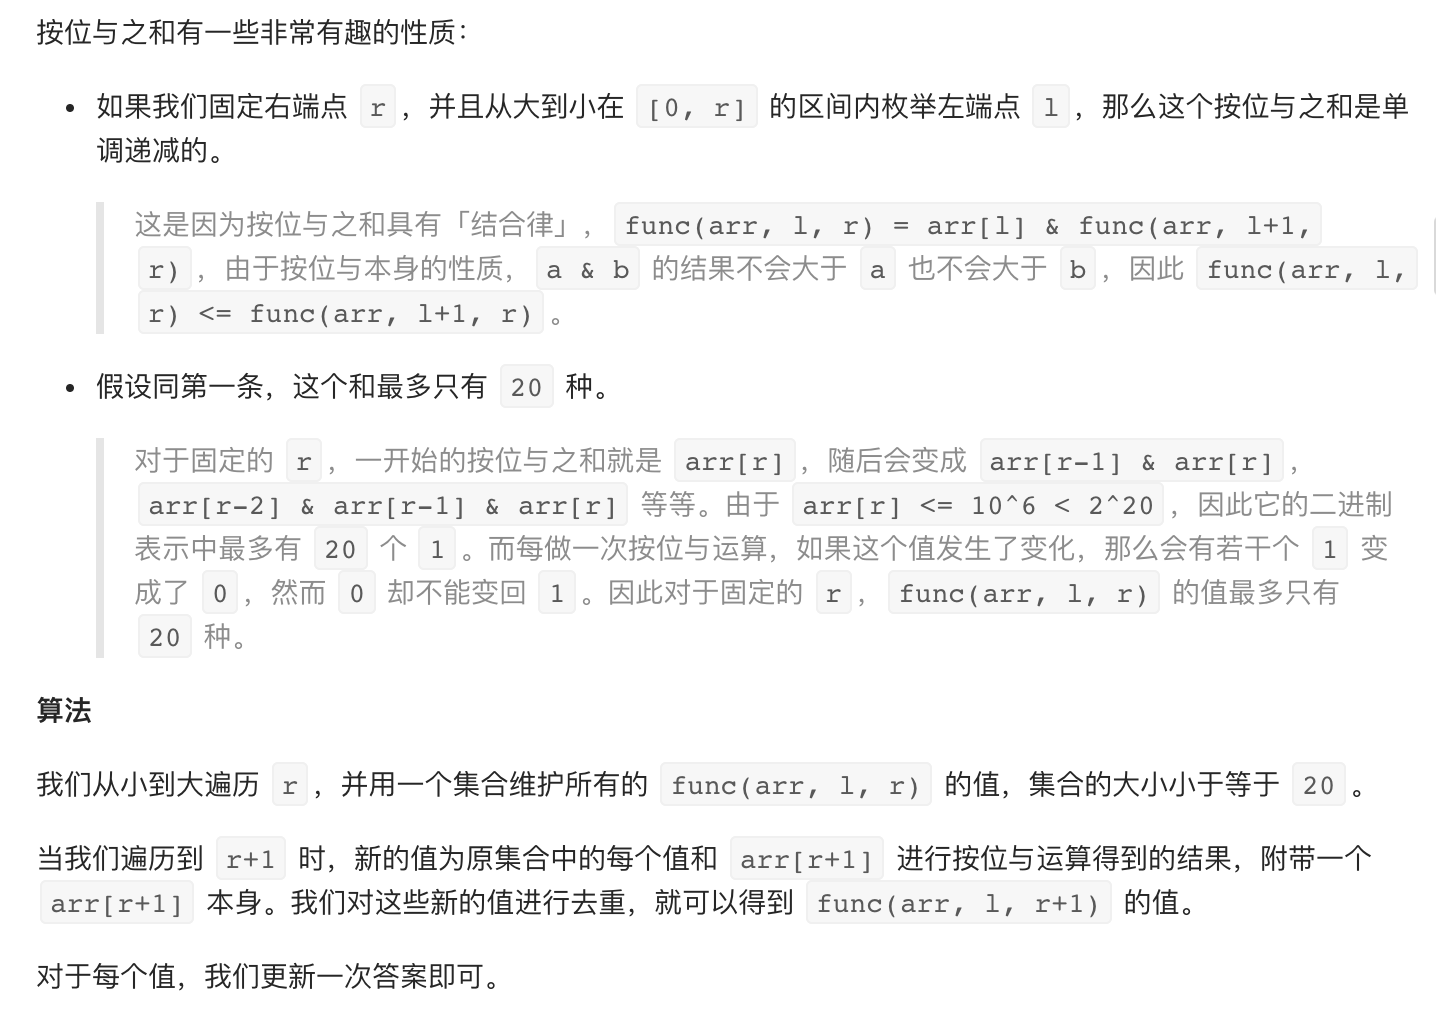 按位与之和有一些非常有趣的性质：
• 如果我们固定右端点 r，并且从大到小在 [0, r] 的区间内枚举左端点 l，那么这个按位与之和是单
调递减的。
这是因为按位与之和具有「结合律」，func(arr, l, r) = arr[l] & func(arr, l+1,
r)，由于按位与本身的性质，a & b 的结果不会大于 a 也不会大于 b，因此 func(arr, l,
r) <= func(arr, l+1, r)。
• 假设同第一条，这个和最多只有 20 种。
对于固定的 r，一开始的按位与之和就是 arr[r]，随后会变成 arr[r-1] & arr[r]，
arr[r-2] & arr[r-1] & arr[r] 等等。由于 arr[r] <= 10^6 < 2^20，因此它的二进制
表示中最多有 20 个 1。而每做一次按位与运算，如果这个值发生了变化，那么会有若干个 1 变
成了 0，然而 0 却不能变回 1。因此对于固定的 r，func(arr, l, r) 的值最多只有
20 种。
算法
我们从小到大遍历 r，并用一个集合维护所有的 func(arr, l, r) 的值，集合的大小小于等于 20。
当我们遍历到 r+1 时，新的值为原集合中的每个值和 arr[r+1] 进行按位与运算得到的结果，附带一个
arr[r+1] 本身。我们对这些新的值进行去重，就可以得到 func(arr, l, r+1) 的值。
对于每个值，我们更新一次答案即可。